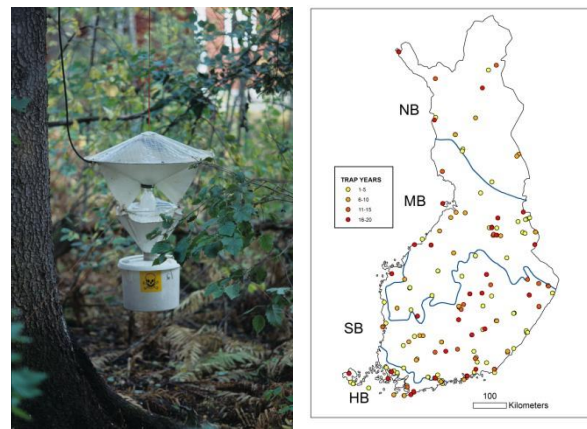 NB
TRAP YEARS
1-5
6-10
11-15
16-20
MB
SB
HB
100
Kilometers